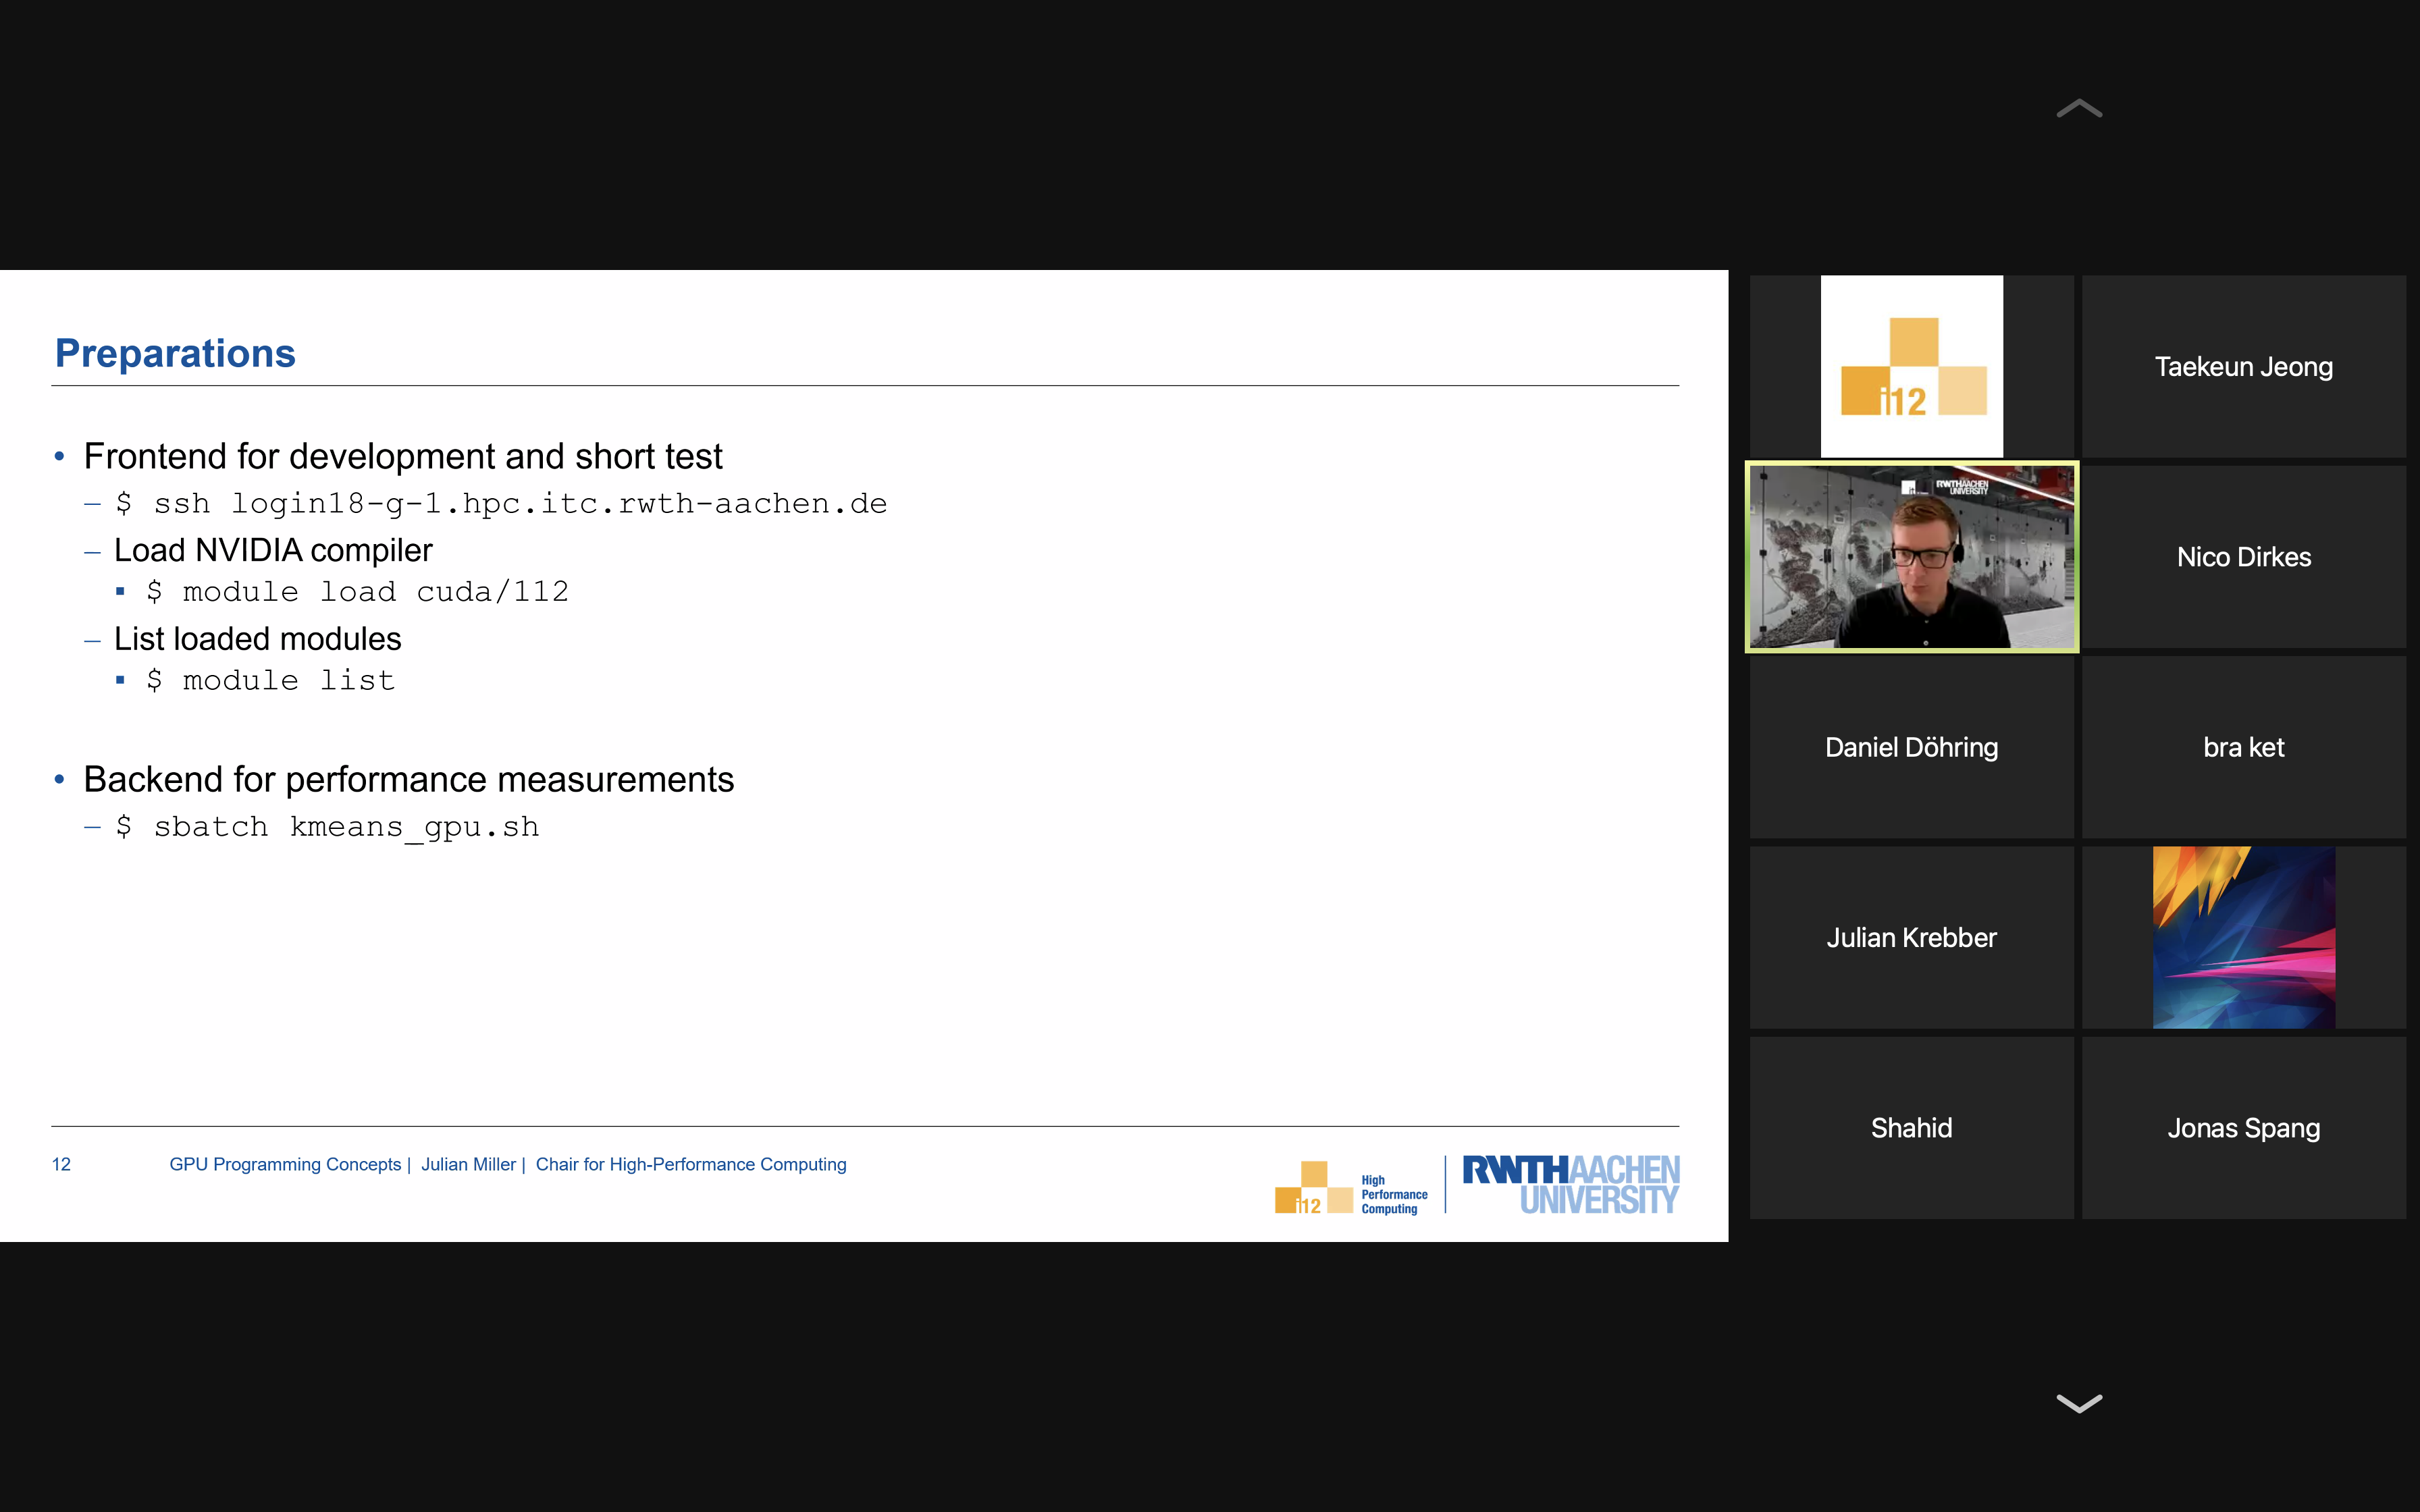 Preparations
• Frontend for development and short test
– $ ssh login18-g-1.hpc.itc.rwth-aachen.de
– Load NVIDIA compiler
▪ $ module load cuda/112
– List loaded modules
▪ $ module list
• Backend for performance measurements
– $ sbatch kmeans_gpu.sh
12 GPU Programming Concepts | Julian Miller | Chair for High-Performance Computing
i12
High
Performance
Computing
RWTHAACHEN
UNIVERSITY
i12
Taekeun Jeong
RWTHAACHEN
UNIVERSITY
Nico Dirkes
Daniel Döhring
bra ket
Julian Krebber
Shahid
Jonas Spang